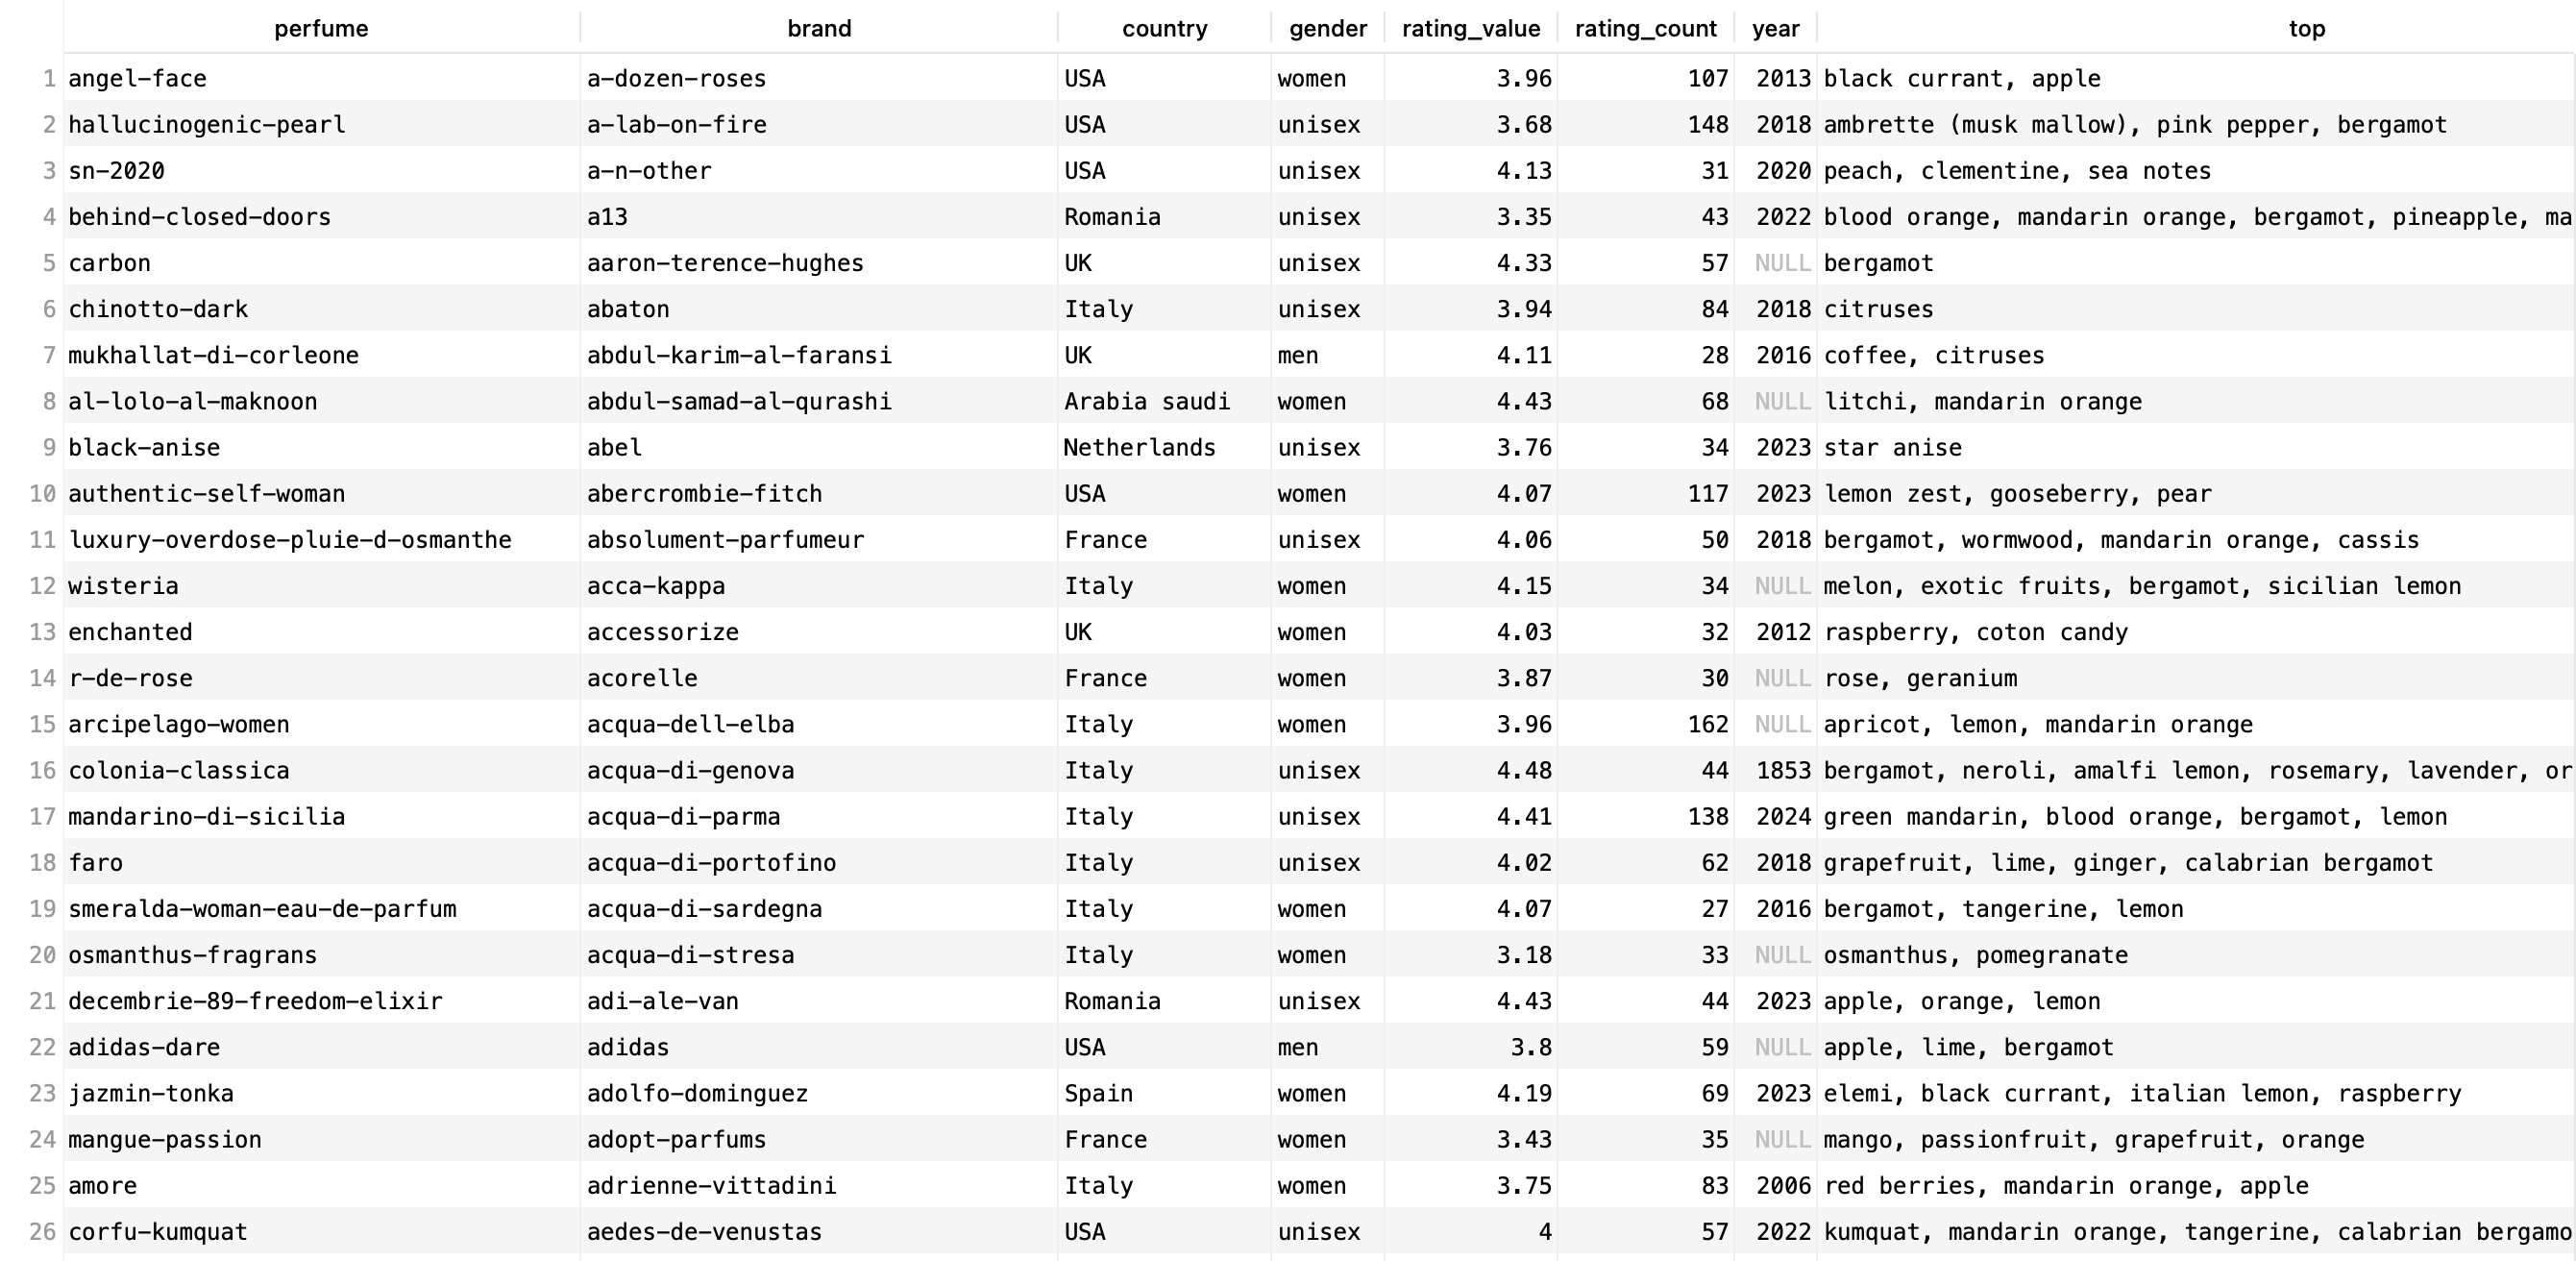 perfume brand country gender rating_value rating_count year top
1 angel-face a-dozen-roses USA women 3.96 107 2013 black currant, apple
2 hallucinogenic-pearl a-lab-on-fire USA unisex 3.68 148 2018 ambrette (musk mallow), pink pepper, bergamot
3 sn-2020 a-n-other USA unisex 4.13 31 2020 peach, clementine, sea notes
4 behind-closed-doors a13 Romania unisex 3.35 43 2022 blood orange, mandarin orange, bergamot, pineapple, ma
5 carbon aaron-terence-hughes UK unisex 4.33 57 NULL bergamot
6 chinotto-dark abaton Italy unisex 3.94 84 2018 citruses
7 mukhallat-di-corleone abdul-karim-al-faransi UK men 4.11 28 2016 coffee, citruses
8 al-lolo-al-maknoon abdul-samad-al-qurashi Arabia saudi women 4.43 68 NULL litchi, mandarin orange
9 black-anise abel Netherlands unisex 3.76 34 2023 star anise
10 authentic-self-woman abercrombie-fitch USA women 4.07 117 2023 lemon zest, gooseberry, pear
11 luxury-overdose-pluie-d-osmanthe absolument-parfumeur France unisex 4.06 50 2018 bergamot, wormwood, mandarin orange, cassis
12 wisteria acca-kappa Italy women 4.15 34 NULL melon, exotic fruits, bergamot, sicilian lemon
13 enchanted accessorize UK women 4.03 32 2012 raspberry, coton candy
14 r-de-rose acorelle France women 3.87 30 NULL rose, geranium
15 arcipelago-women acqua-dell-elba Italy women 3.96 162 NULL apricot, lemon, mandarin orange
16 colonia-classica acqua-di-genova Italy unisex 4.48 44 1853 bergamot, neroli, amalfi lemon, rosemary, lavender, or
17 mandarino-di-sicilia acqua-di-parma Italy unisex 4.41 138 2024 green mandarin, blood orange, bergamot, lemon
18 faro acqua-di-portofino Italy unisex 4.02 62 2018 grapefruit, lime, ginger, calabrian bergamot
19 smeralda-woman-eau-de-parfum acqua-di-sardegna Italy women 4.07 27 2016 bergamot, tangerine, lemon
20 osmanthus-fragrans acqua-di-stresa Italy women 3.18 33 NULL osmanthus, pomegranate
21 decembrie-89-freedom-elixir adi-ale-van Romania unisex 4.43 44 2023 apple, orange, lemon
22 adidas-dare adidas USA men 3.8 59 NULL apple, lime, bergamot
23 jazmin-tonka adolfo-dominguez Spain women 4.19 69 2023 elemi, black currant, italian lemon, raspberry
24 mangue-passion adopt-parfums France women 3.43 35 NULL mango, passionfruit, grapefruit, orange
25 amore adrienne-vittadini Italy women 3.75 83 2006 red berries, mandarin orange, apple
26 corfu-kumquat aedes-de-venustas USA unisex 4 57 2022 kumquat, mandarin orange, tangerine, calabrian bergamo